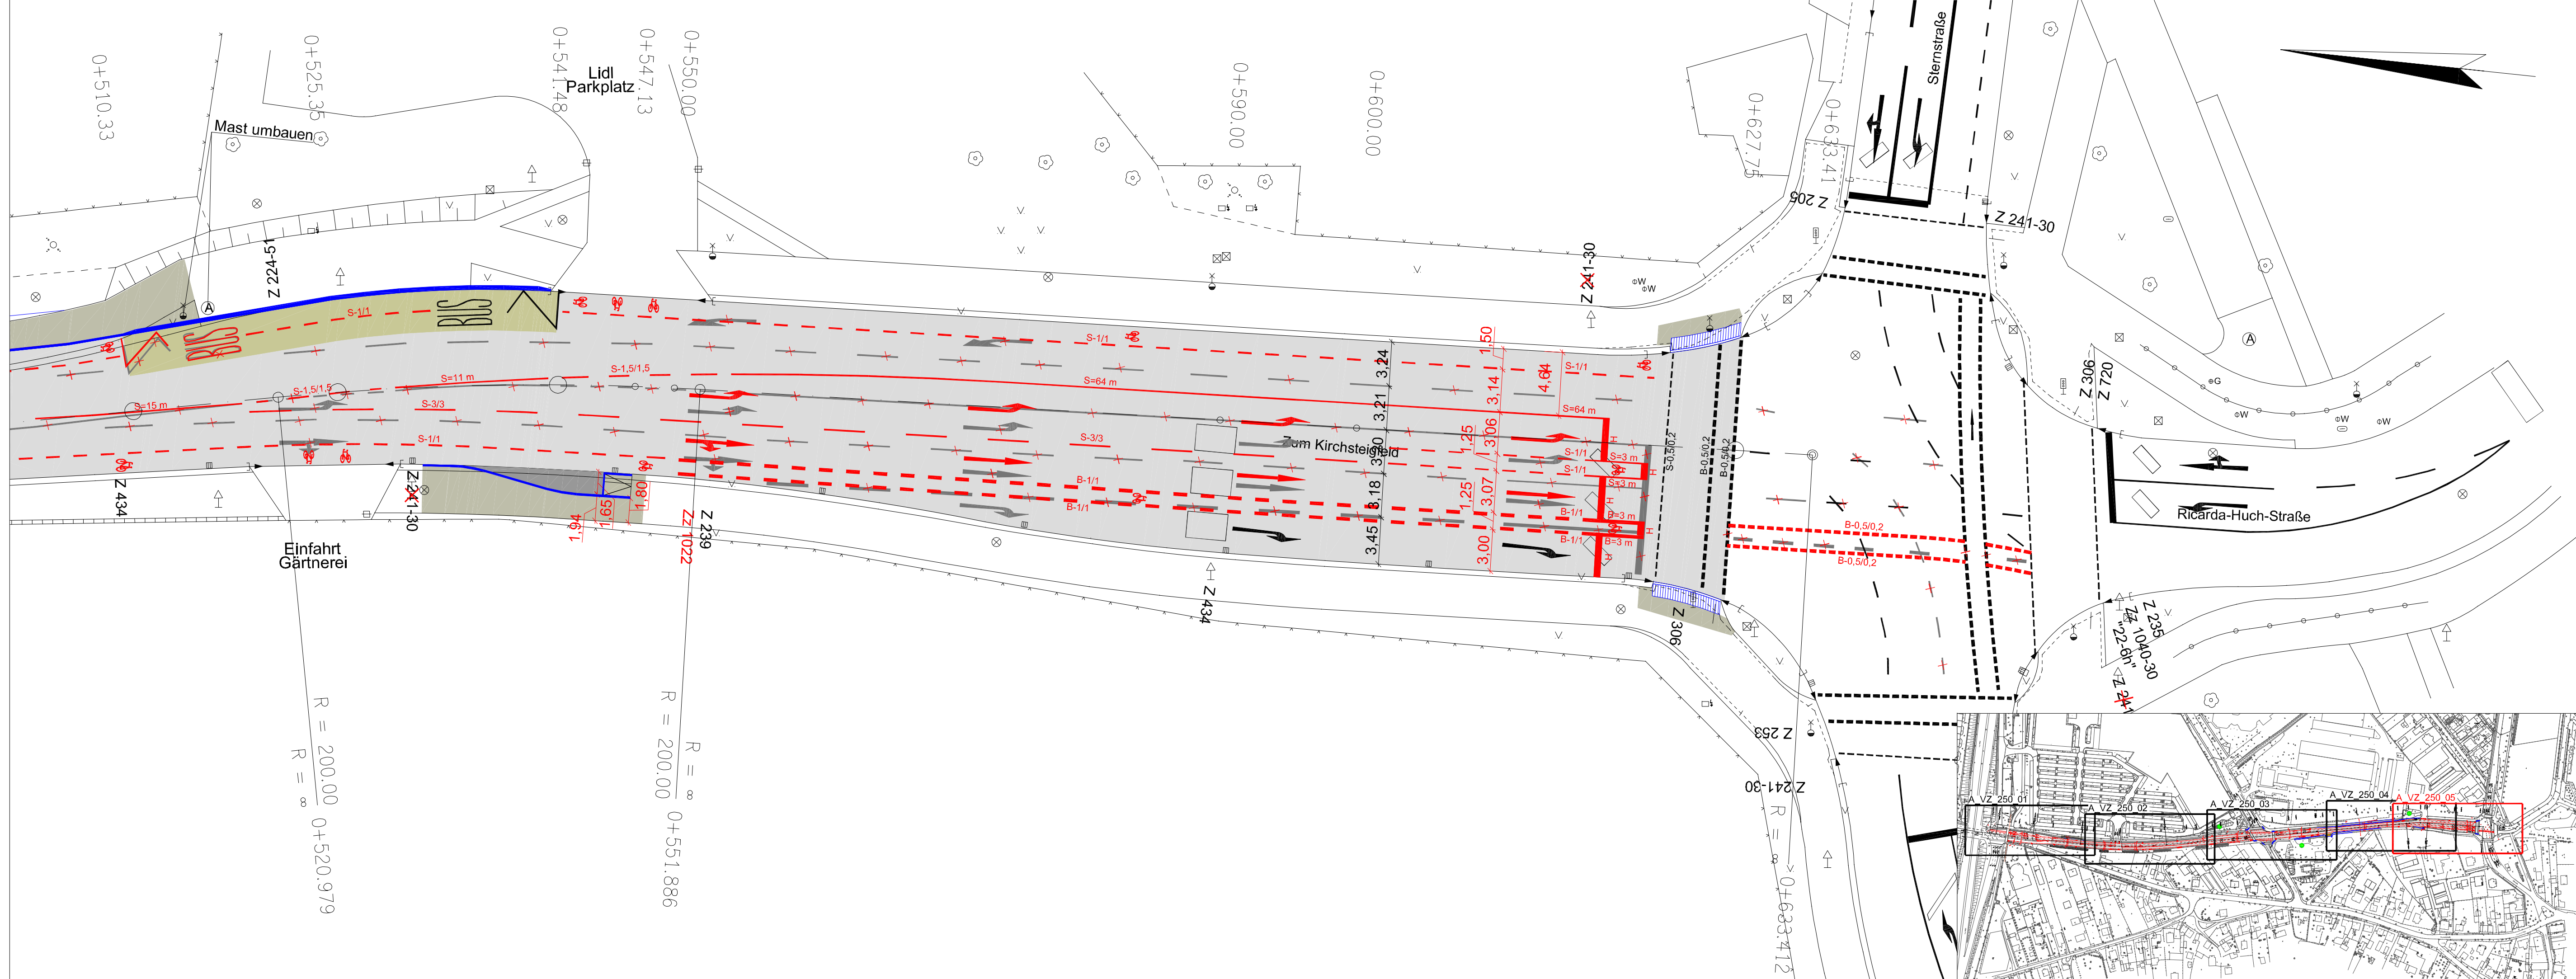 0+510.33
0+525.35
0+541.48
0+547.13
0+550.00
0+590.00
0+600.00
0+627.75
0+633.41
Lidl
Parkplatz
Mast umbauen
Z 224-51
A
BUS
BUS
S-1/1
S-1/1
S-1/1
S=15 m
S-1,5/1,5
S=11 m
S-1,5/1,5
S=64 m
S=64 m
S-3/3
S-3/3
S-1/1
S-1/1
S-1/1
B-1/1
B-1/1
B-1/1
B-1/1
S=3 m
S=3 m
B=3 m
B=3 m
H
H
H
H
H
3,24
3,21
3,30
3,18
3,45
1,50
3,14
4,64
1,25
3,06
1,25
3,07
3,00
Zum Kirchsteigfeld
S-0,5/0,2
B-0,5/0,2
B-0,5/0,2
B-0,5/0,2
B-0,5/0,2
Z 434
Z 241-30
Einfahrt
Gärtnerei
1,94
1,65
1,80
Z 239
Zz 1022
Z 434
Z 306
Z 241-30
Z 205
Z 241-30
Sternstraße
W
W
Z 306
Z 720
A
G
W
W
W
Ricarda-Huch-Straße
Z 235
Zz 1040-30
"22-6h"
Z 241
Z 253
Z 241-30
R = 200.00
R = ∞
0+520.979
R = 200.00
R = ∞
0+551.886
R = ∞
0+633.412
A_VZ_250_01
A_VZ_250_02
A_VZ_250_03
A_VZ_250_04
A_VZ_250_05